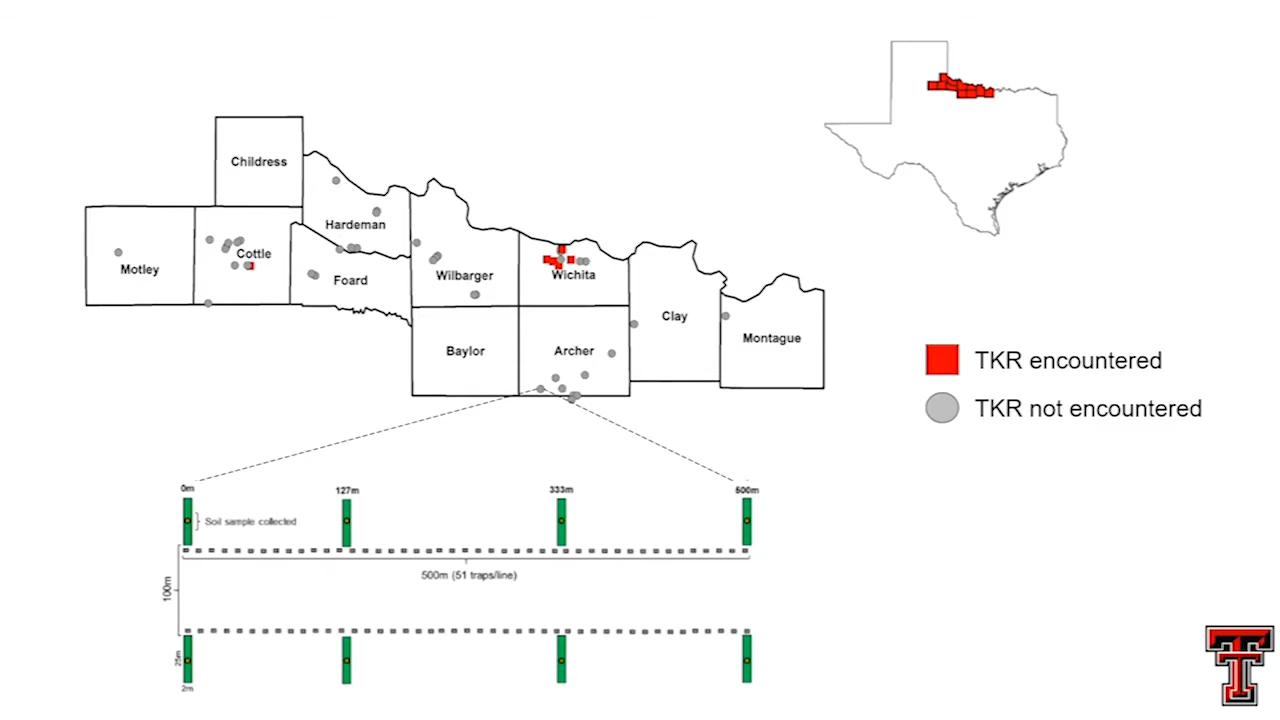 Childress
Hardeman
Motley
Cottle
Foard
Wilbarger
Wichita
Clay
Montague
Baylor
Archer
TKR encountered
TKR not encountered
0m
127m
333m
500m
Soil sample collected
500m (51 traps/line)
100m
25m
2m